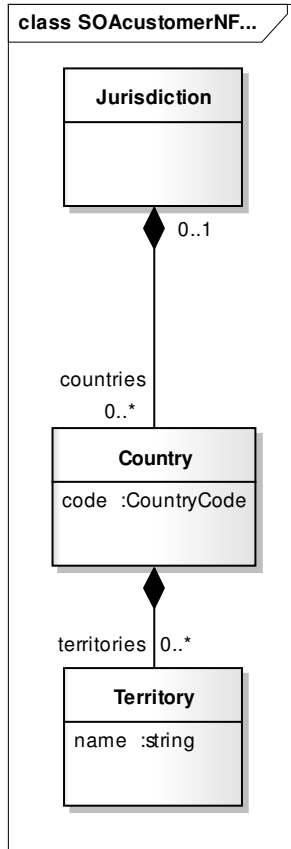 class SOAcustomerNF...
Jurisdiction
0..1
countries
0..*
Country
code :CountryCode
territories 0..*
Territory
name :string